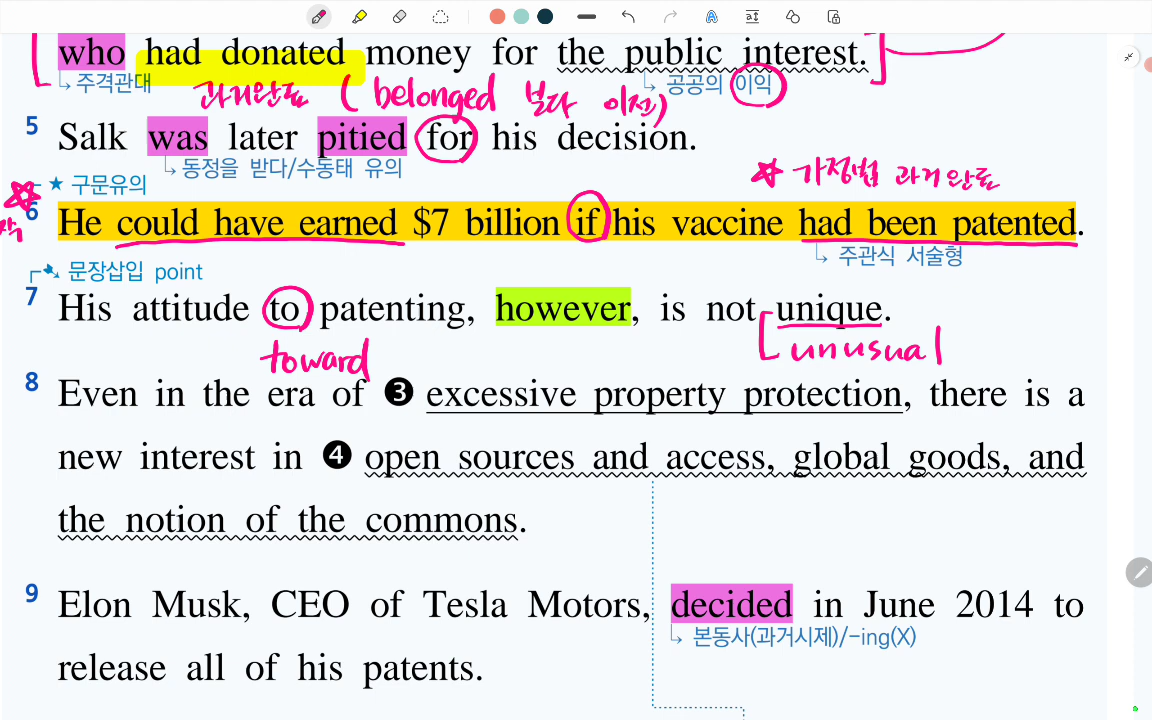 who had donated money for the public interest.
↳ 주격관대
↳ 공공의 이익
과거완료 ( belonged 보다 이전)
5 Salk was later pitied for his decision.
↳ 동정을 받다/수동태 유의
★ 구문유의
☆ 가정법 과거완료
6 He could have earned $7 billion if his vaccine had been patented.
↳ 주관식 서술형
문장삽입 point
7 His attitude to patenting, however, is not unique.
toward
[unusual]
8 Even in the era of ❸ excessive property protection, there is a
new interest in ❹ open sources and access, global goods, and
the notion of the commons.
9 Elon Musk, CEO of Tesla Motors, decided in June 2014 to
↳ 본동사(과거시제)/-ing(X)
release all of his patents.